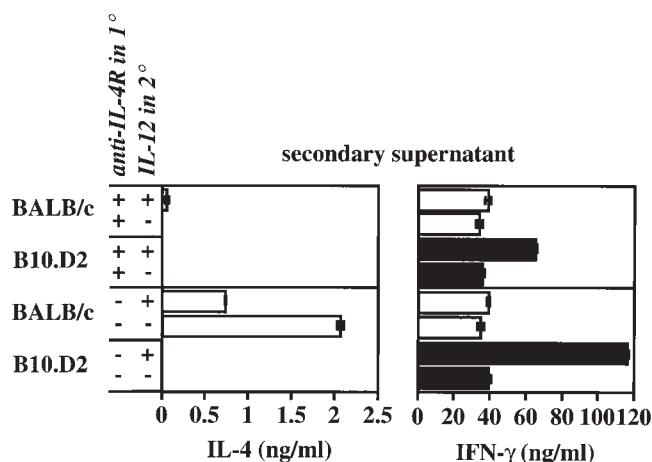 anti-IL-4R in 1°
IL-12 in 2°
secondary supernatant
BALB/c
+ +
+ -
B10.D2
+ +
+ -
BALB/c
- +
- -
B10.D2
- +
- -
0 0.5 1 1.5 2 2.5
0 20 40 60 80 100 120
IL-4 (ng/ml)
IFN-γ (ng/ml)